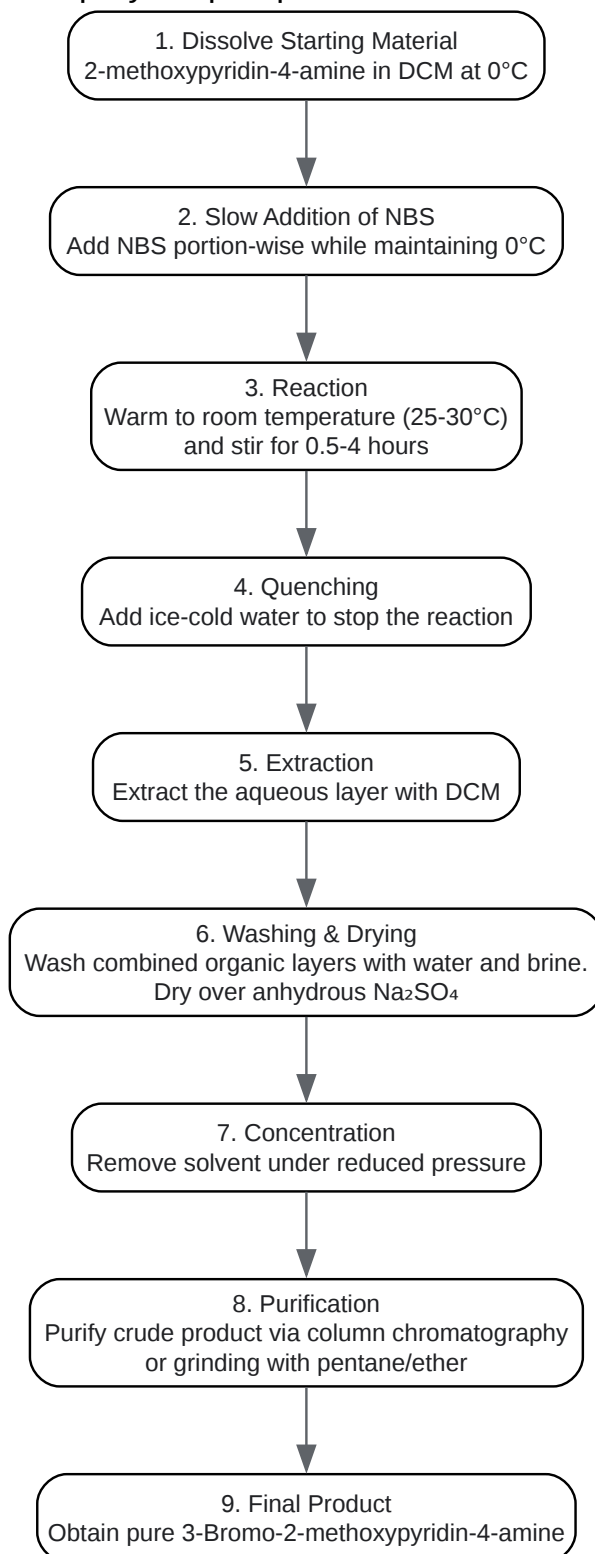 1. Dissolve Starting Material
2-methoxypyridin-4-amine in DCM at 0°C
2. Slow Addition of NBS
Add NBS portion-wise while maintaining 0°C
3. Reaction
Warm to room temperature (25-30°C)
and stir for 0.5-4 hours
4. Quenching
Add ice-cold water to stop the reaction
5. Extraction
Extract the aqueous layer with DCM
6. Washing & Drying
Wash combined organic layers with water and brine.
Dry over anhydrous Na₂SO₄
7. Concentration
Remove solvent under reduced pressure
8. Purification
Purify crude product via column chromatography
or grinding with pentane/ether
9. Final Product
Obtain pure 3-Bromo-2-methoxypyridin-4-amine